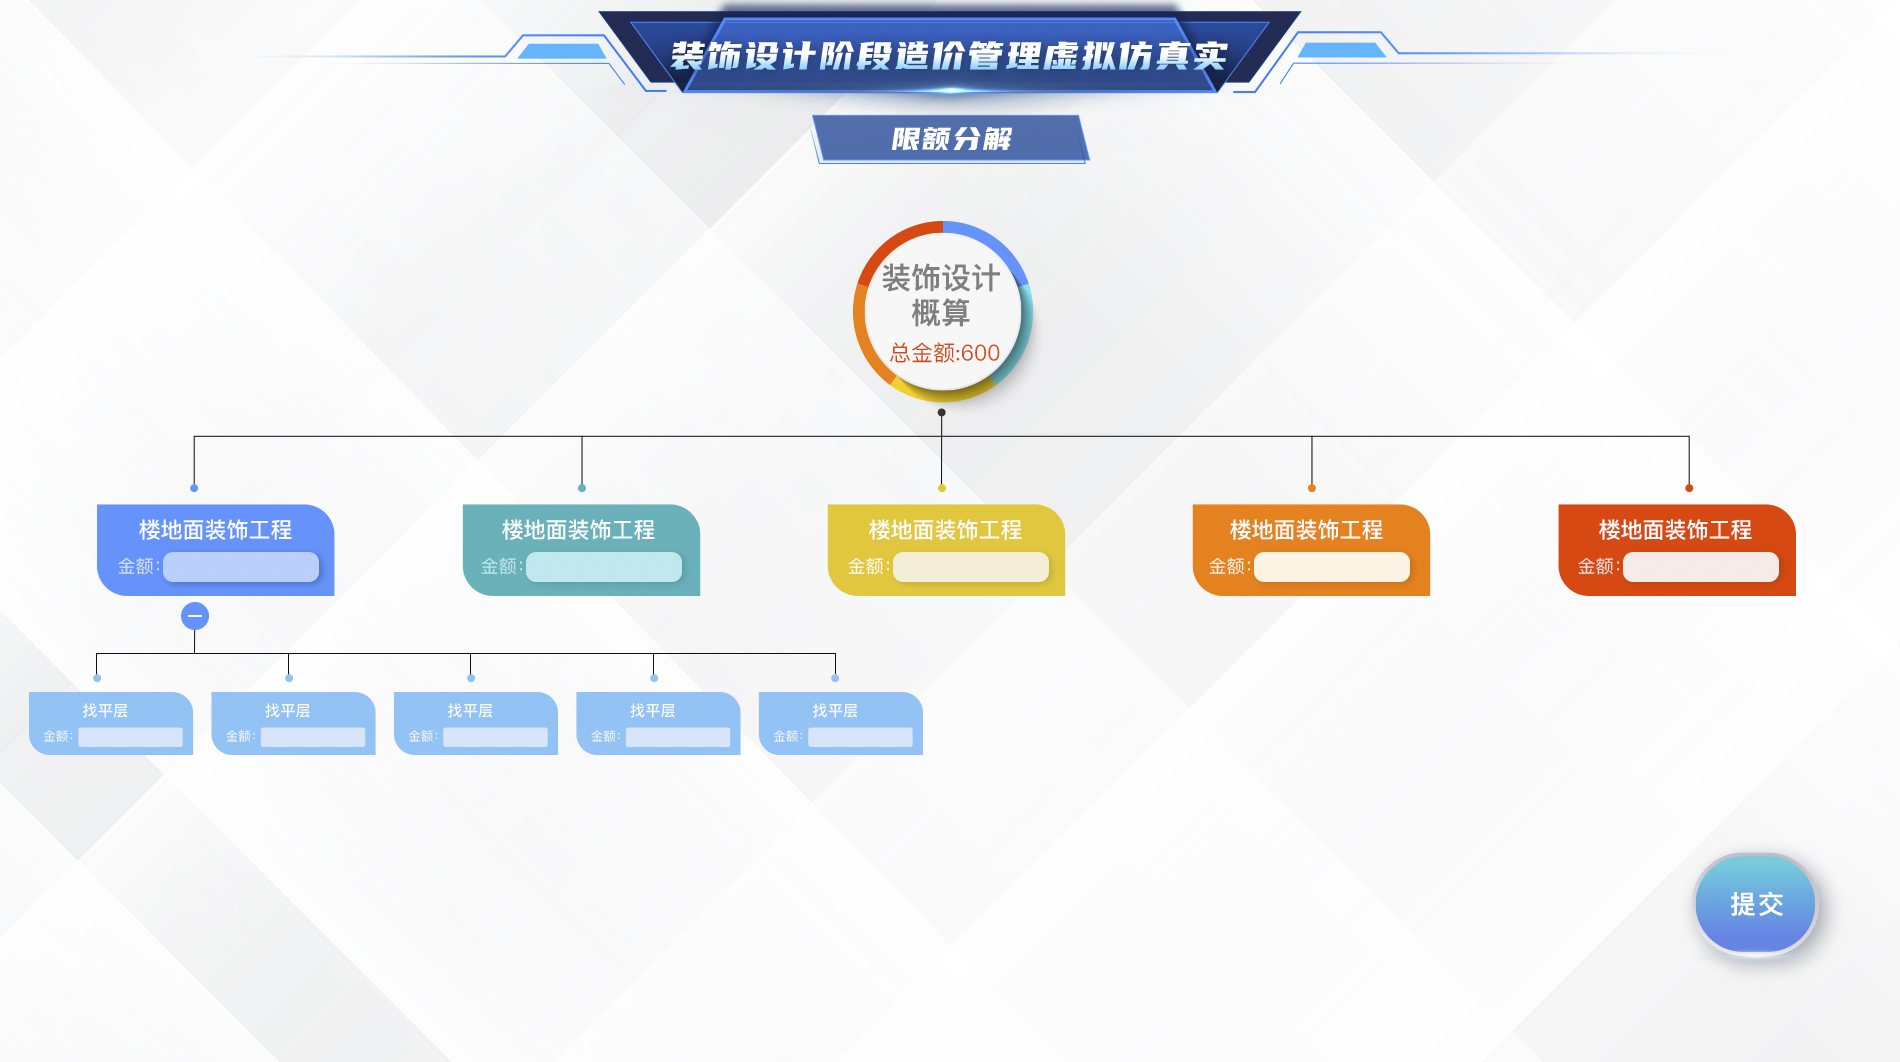 装饰设计阶段造价管理虚拟仿真实
限额分解
装饰设计
概算
总金额:600
楼地面装饰工程
金额:
楼地面装饰工程
金额:
楼地面装饰工程
金额:
楼地面装饰工程
金额:
楼地面装饰工程
金额:
找平层
金额:
找平层
金额:
找平层
金额:
找平层
金额:
找平层
金额:
提交